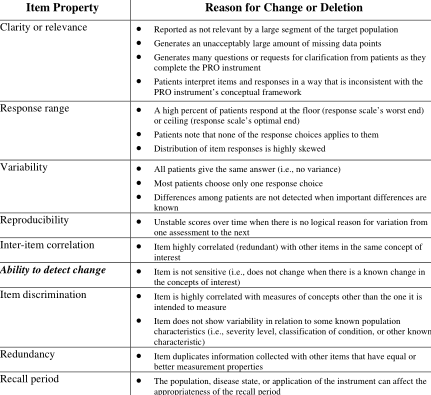 Item Property
Reason for Change or Deletion
Clarity or relevance
● Reported as not relevant by a large segment of the target population
● Generates an unacceptably large amount of missing data points
● Generates many questions or requests for clarification from patients as they
complete the PRO instrument
● Patients interpret items and responses in a way that is inconsistent with the
PRO instrument's conceptual framework
Response range
● A high percent of patients respond at the floor (response scale's worst end)
or ceiling (response scale's optimal end)
● Patients note that none of the response choices applies to them
● Distribution of item responses is highly skewed
Variability
● All patients give the same answer (i.e., no variance)
● Most patients choose only one response choice
● Differences among patients are not detected when important differences are
known
Reproducibility
● Unstable scores over time when there is no logical reason for variation from
one assessment to the next
Inter-item correlation
● Item highly correlated (redundant) with other items in the same concept of
interest
Ability to detect change
● Item is not sensitive (i.e., does not change when there is a known change in
the concepts of interest)
Item discrimination
● Item is highly correlated with measures of concepts other than the one it is
intended to measure
● Item does not show variability in relation to some known population
characteristics (i.e., severity level, classification of condition, or other known
characteristic)
Redundancy
● Item duplicates information collected with other items that have equal or
better measurement properties
Recall period
● The population, disease state, or application of the instrument can affect the
appropriateness of the recall period